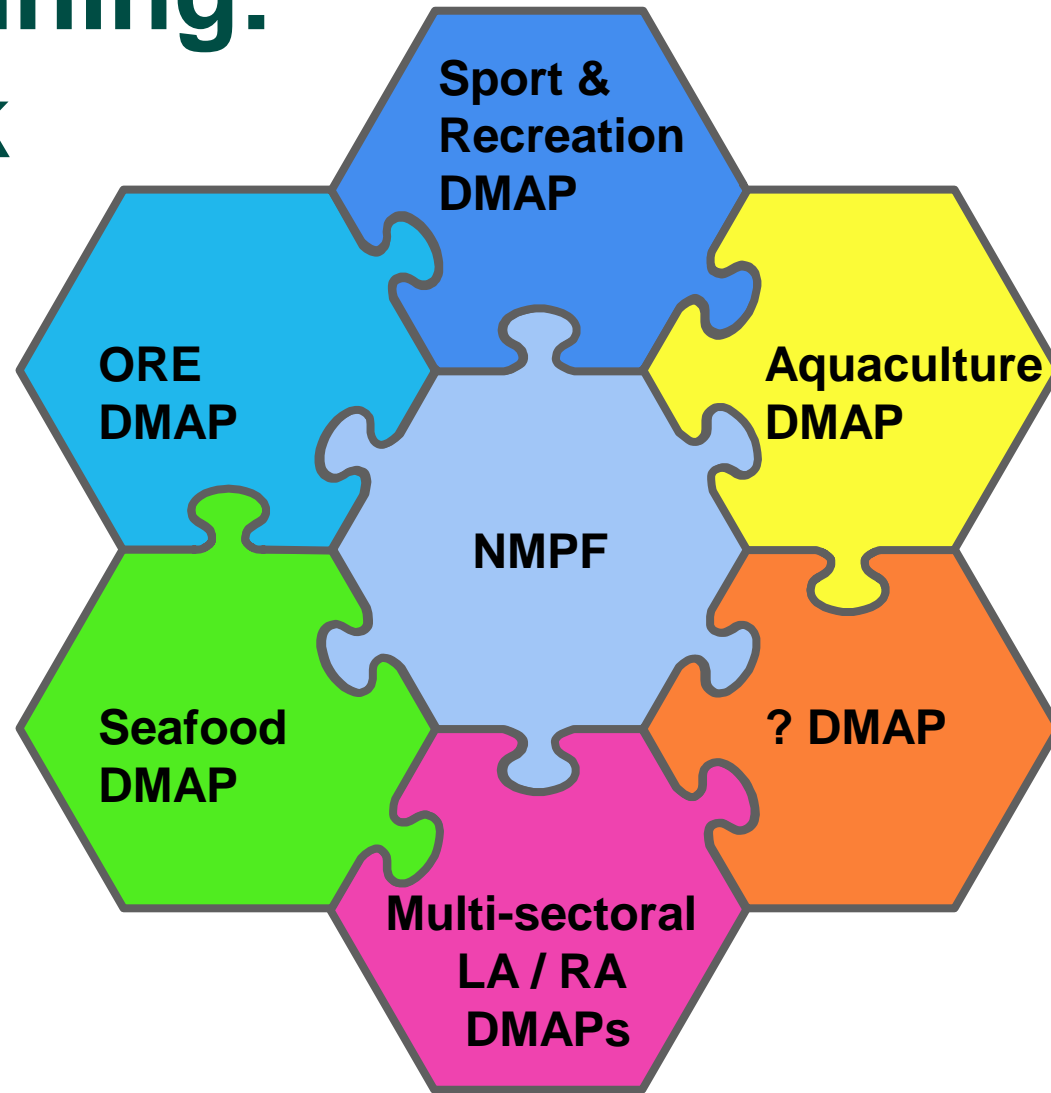 Sport &
Recreation
DMAP
ORE
DMAP
Aquaculture
DMAP
NMPF
Seafood
DMAP
? DMAP
Multi-sectoral
LA / RA
DMAPs